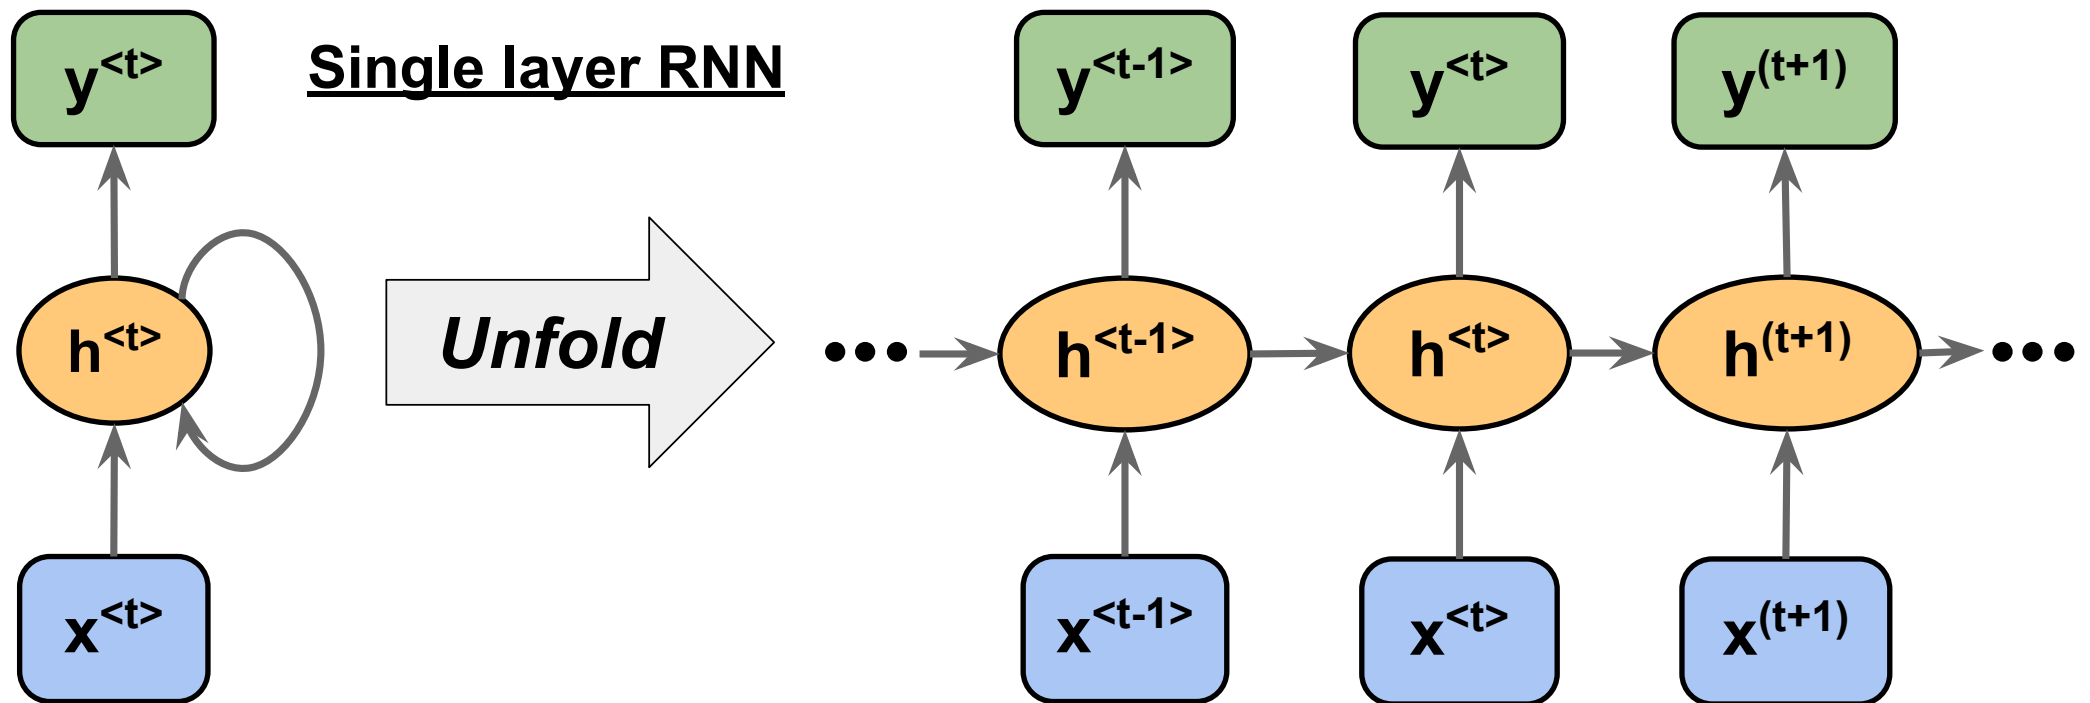 Single layer RNN
y<t>
h<t>
x<t>
Unfold
y<t-1> y<t> y(t+1)
••• h<t-1> h<t> h(t+1) •••
x<t-1> x<t> x(t+1)